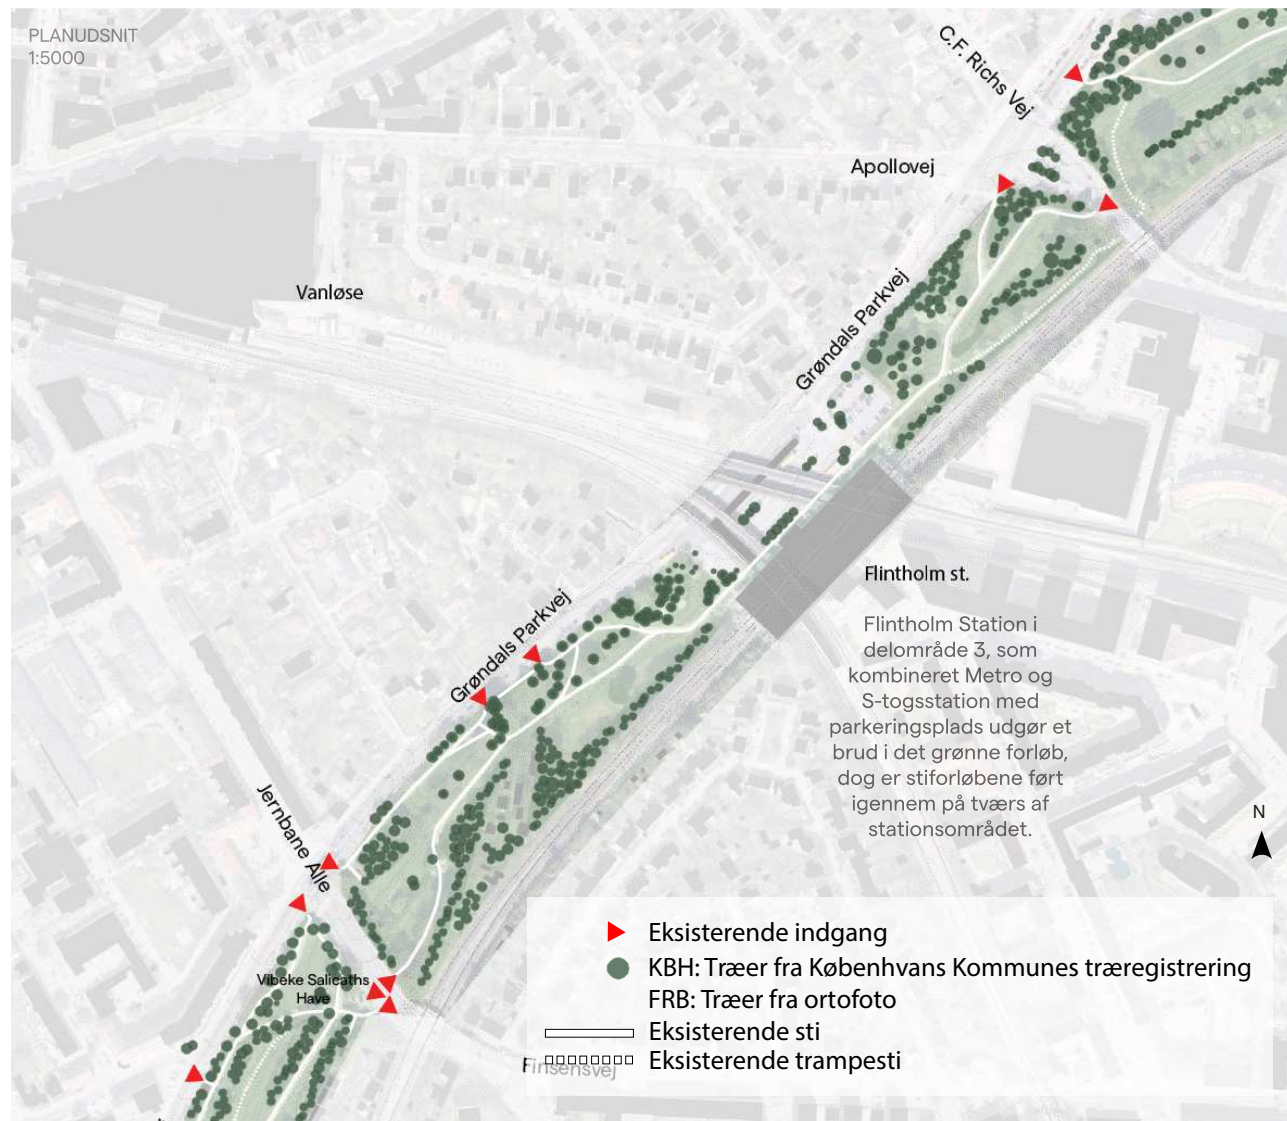 PLANUDSNIT
1:5000
C.F. Richs Vej
Apollovej
Vanløse
Grøndals Parkvej
Flintholm st.
Flintholm Station i
delområde 3, som
kombineret Metro og
S-togsstation med
parkeringsplads udgør et
brud i det grønne forløb,
dog er stiforløbene ført
igennem på tværs af
stationsområdet.
Grøndals Parkvej
Jernbane Alle
N
Vibeke Salicaths
Have
Eksisterende indgang
KBH: Træer fra Københvans Kommunes træregistrering
FRB: Træer fra ortofoto
Eksisterende sti
Eksisterende trampesti
Finsensvej